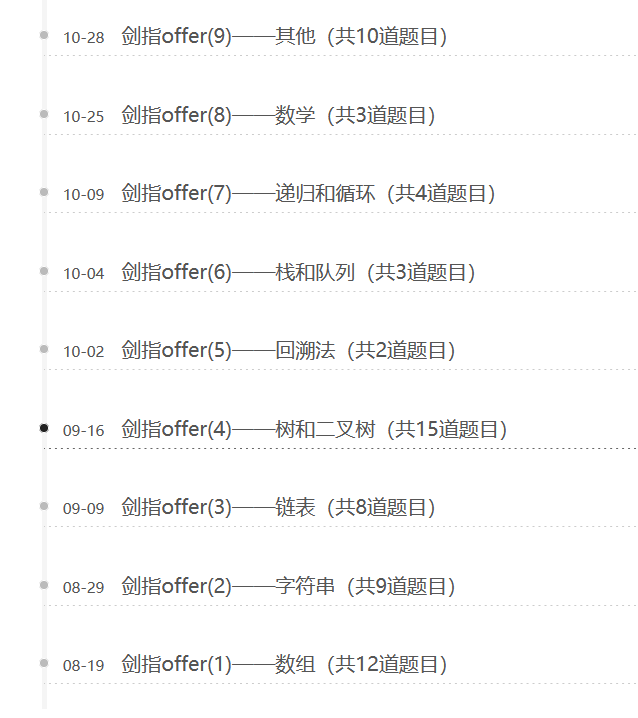 10-28 剑指offer(9)——其他（共10道题目）
10-25 剑指offer(8)——数学（共3道题目）
10-09 剑指offer(7)——递归和循环（共4道题目）
10-04 剑指offer(6)——栈和队列（共3道题目）
10-02 剑指offer(5)——回溯法（共2道题目）
09-16 剑指offer(4)——树和二叉树（共15道题目）
09-09 剑指offer(3)——链表（共8道题目）
08-29 剑指offer(2)——字符串（共9道题目）
08-19 剑指offer(1)——数组（共12道题目）